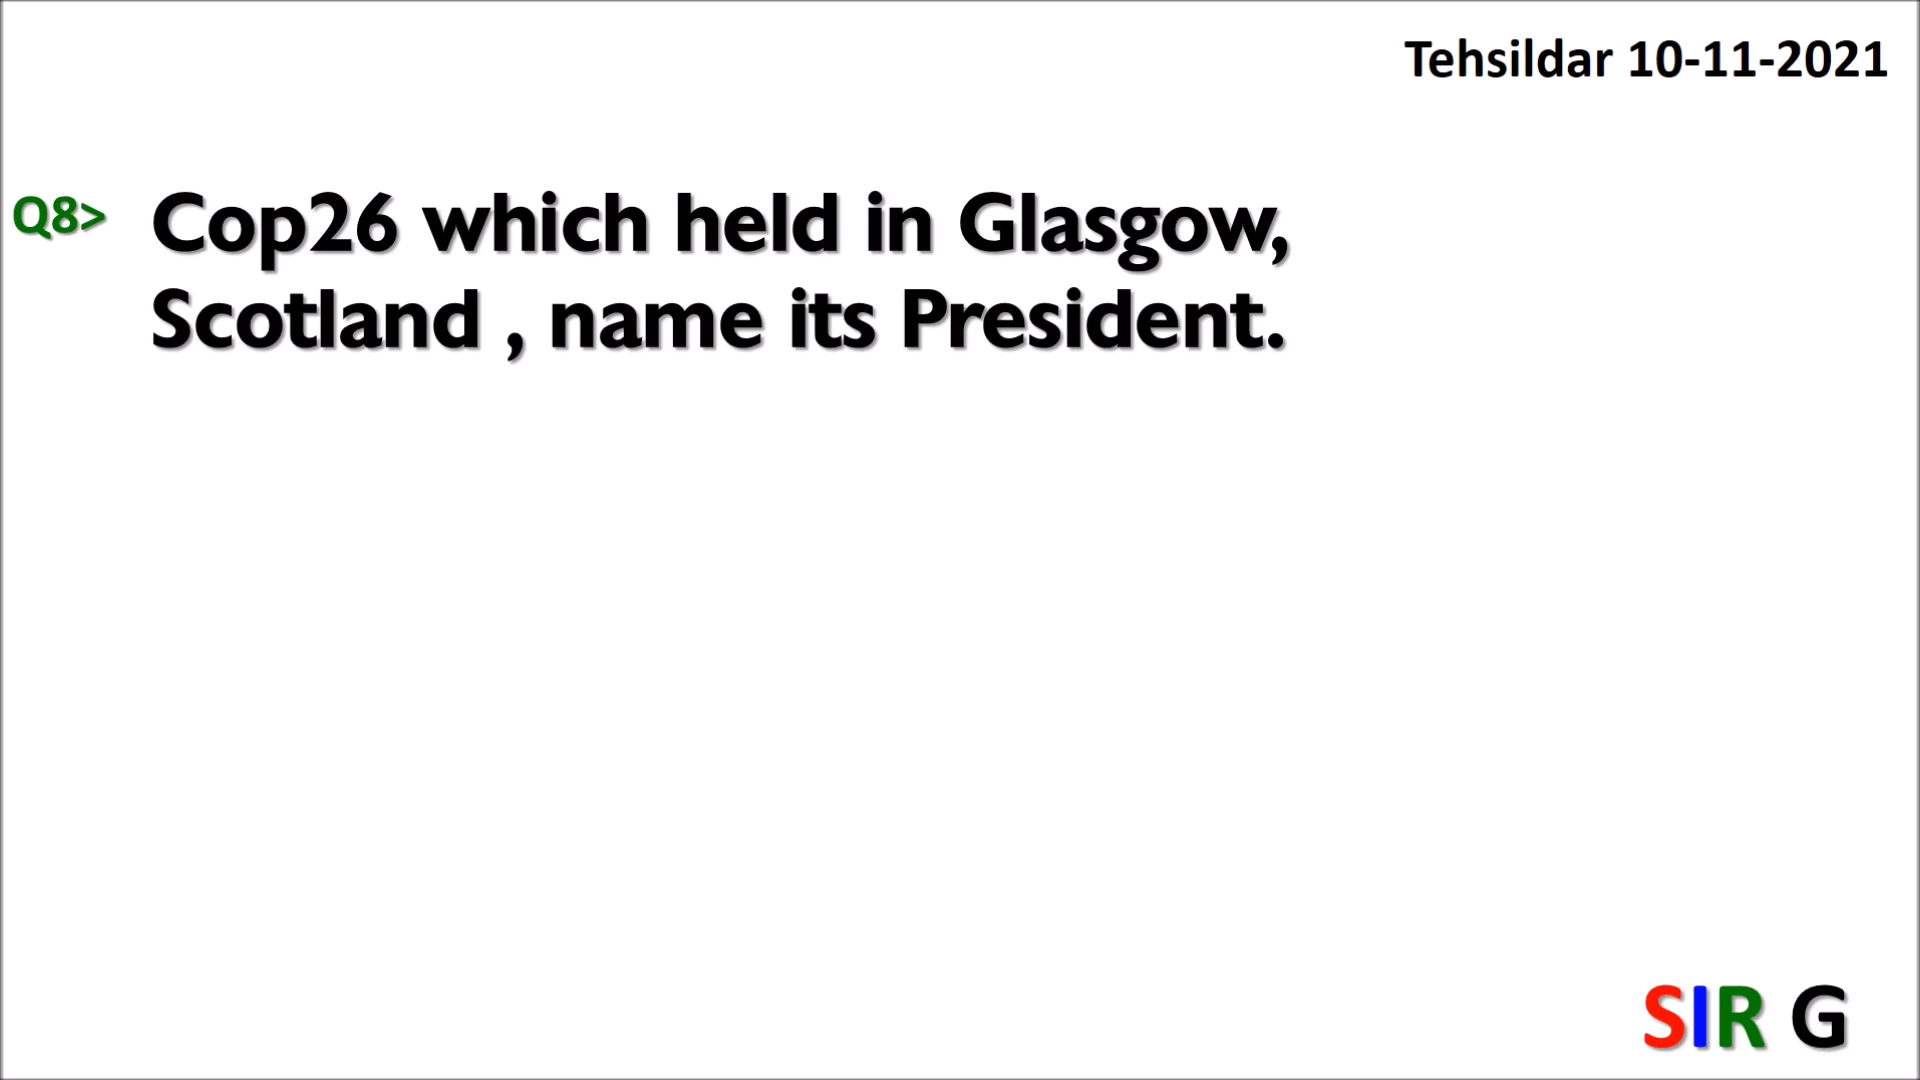 Tehsildar 10-11-2021
Q8> Cop26 which held in Glasgow,
Scotland , name its President.
SIR G